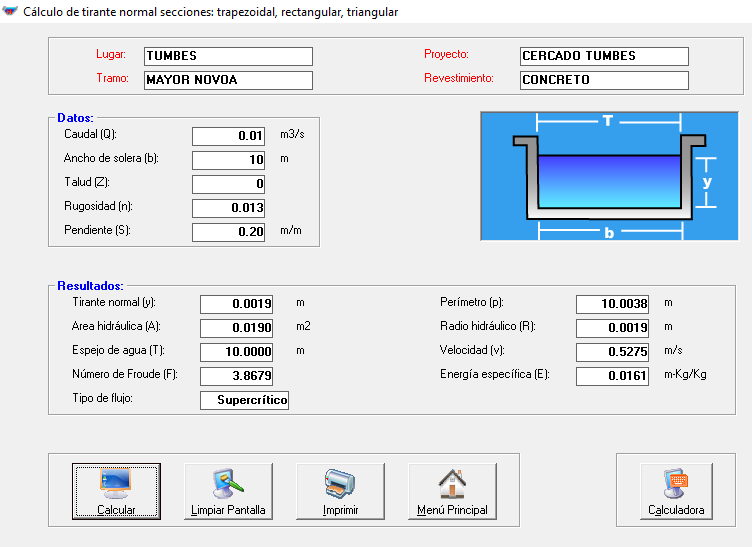 Cálculo de tirante normal secciones: trapezoidal, rectangular, triangular
Lugar: TUMBES Proyecto: CERCADO TUMBES
Tramo: MAYOR NOVOA Revestimiento: CONCRETO
Datos:
Caudal (Q): 0.01 m3/s
Ancho de solera (b): 10 m
Talud (Z): 0
Rugosidad (n): 0.013
Pendiente (S): 0.20 m/m
T
y
b
Resultados:
Tirante normal (y): 0.0019 m Perímetro (p): 10.0038 m
Area hidráulica (A): 0.0190 m2 Radio hidráulico (R): 0.0019 m
Espejo de agua (T): 10.0000 m Velocidad (v): 0.5275 m/s
Número de Froude (F): 3.8679 Energía específica (E): 0.0161 m-Kg/Kg
Tipo de flujo: Supercrítico
Calcular Limpiar Pantalla Imprimir Menú Principal Calculadora